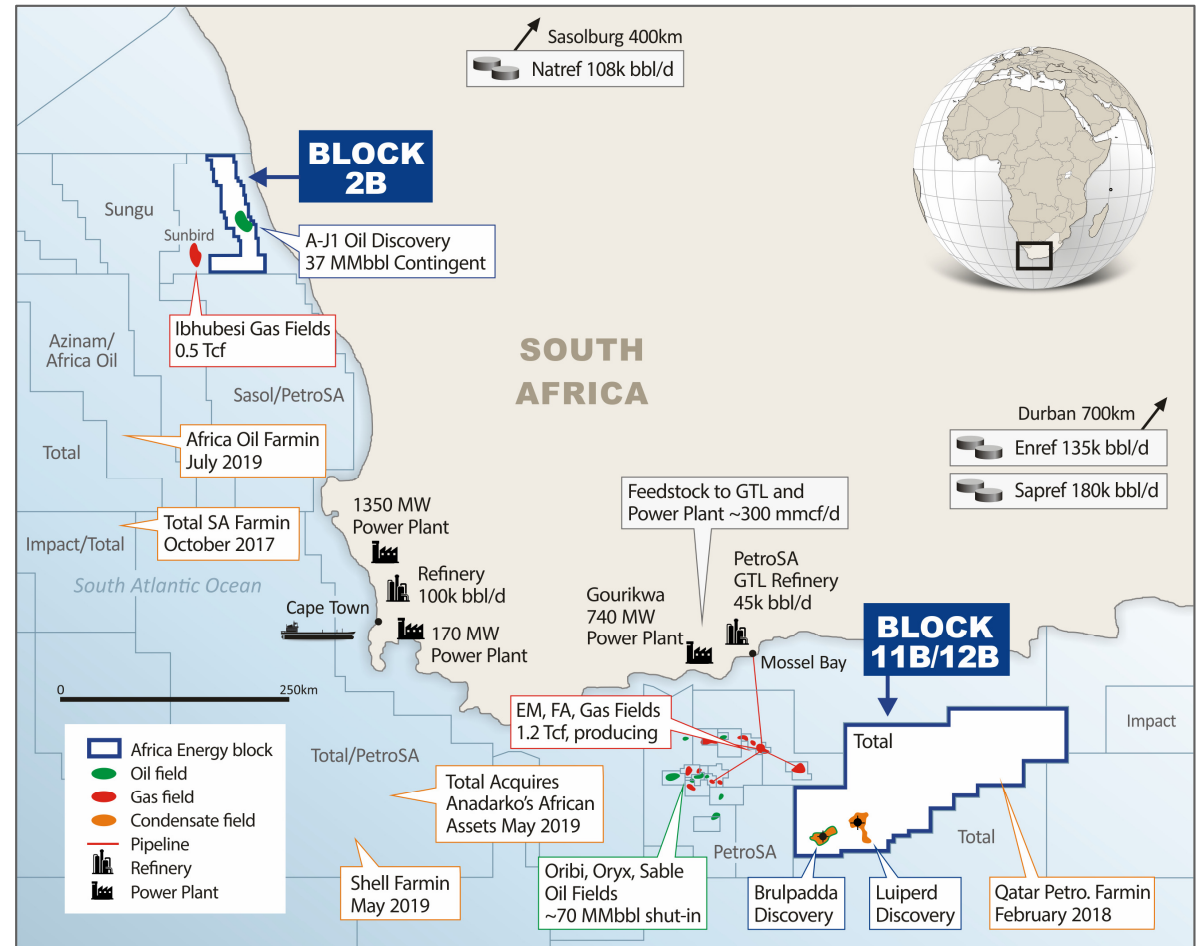 Sasolburg 400km
Natref 108k bbl/d
BLOCK
2B
Sungu
Sunbird
A-J1 Oil Discovery
37 MMbbl Contingent
Ibhubesi Gas Fields
0.5 Tcf
Azinam/
Africa Oil
SOUTH
AFRICA
Sasol/PetroSA
Durban 700km
Enref 135k bbl/d
Sapref 180k bbl/d
Total
Africa Oil Farmin
July 2019
Total SA Farmin
October 2017
Impact/Total
South Atlantic Ocean
1350 MW
Power Plant
Refinery
100k bbl/d
Cape Town
170 MW
Power Plant
Feedstock to GTL and
Power Plant ~300 mmcf/d
PetroSA
GTL Refinery
45k bbl/d
Gourikwa
740 MW
Power Plant
Mossel Bay
BLOCK
11B/12B
0
250km
EM, FA, Gas Fields
1.2 Tcf, producing
Total
Impact
Africa Energy block
Oil field
Gas field
Condensate field
Pipeline
Refinery
Power Plant
Total/PetroSA
Total Acquires
Anadarko's African
Assets May 2019
Shell Farmin
May 2019
Oribi, Oryx, Sable
Oil Fields
~70 MMbbl shut-in
PetroSA
Total
Brulpadda
Discovery
Luiperd
Discovery
Qatar Petro. Farmin
February 2018